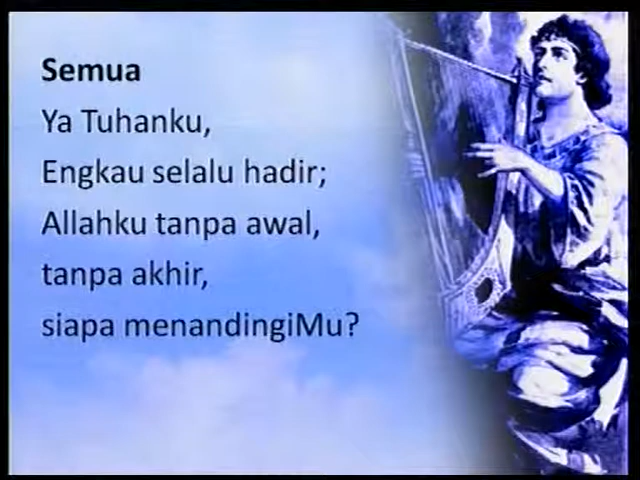 Semua
Ya Tuhanku,
Engkau selalu hadir;
Allahku tanpa awal,
tanpa akhir,
siapa menandingiMu?